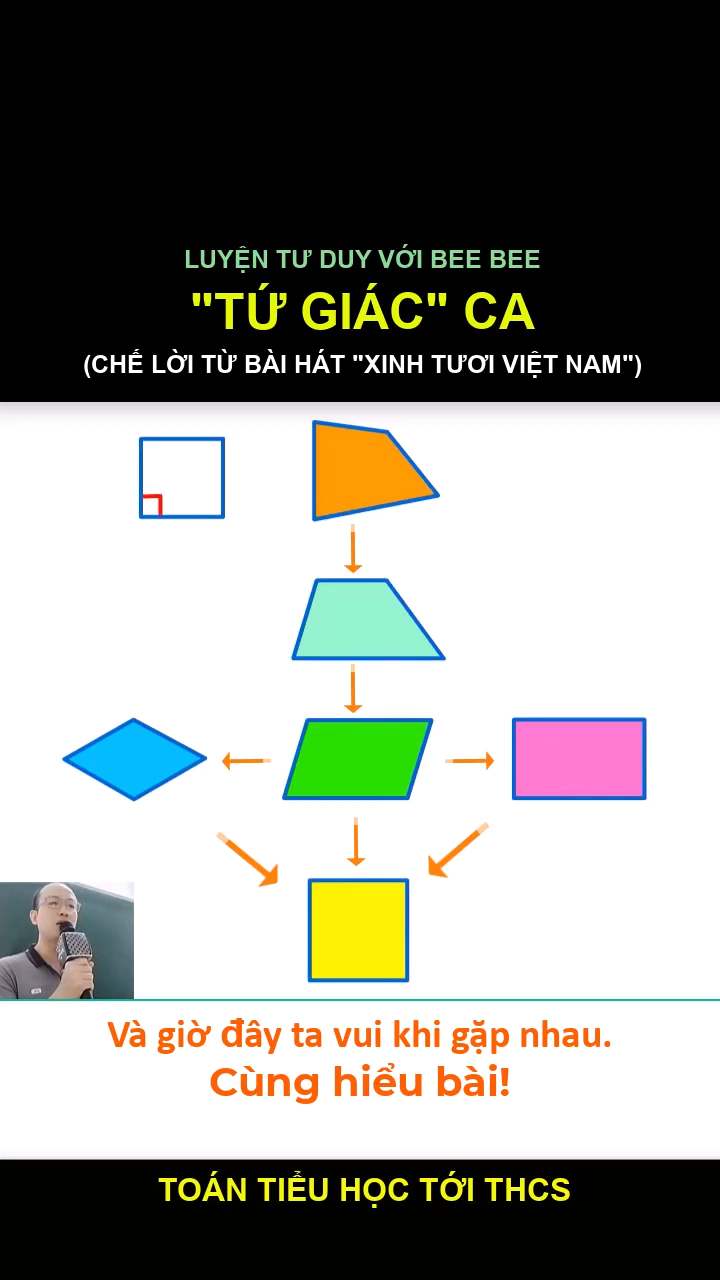 LUYỆN TƯ DUY VỚI BEE BEE
"TỨ GIÁC" CA
(CHẾ LỜI TỪ BÀI HÁT "XINH TƯƠI VIỆT NAM")
Và giờ đây ta vui khi gặp nhau.
Cùng hiểu bài!
TOÁN TIỂU HỌC TỚI THCS